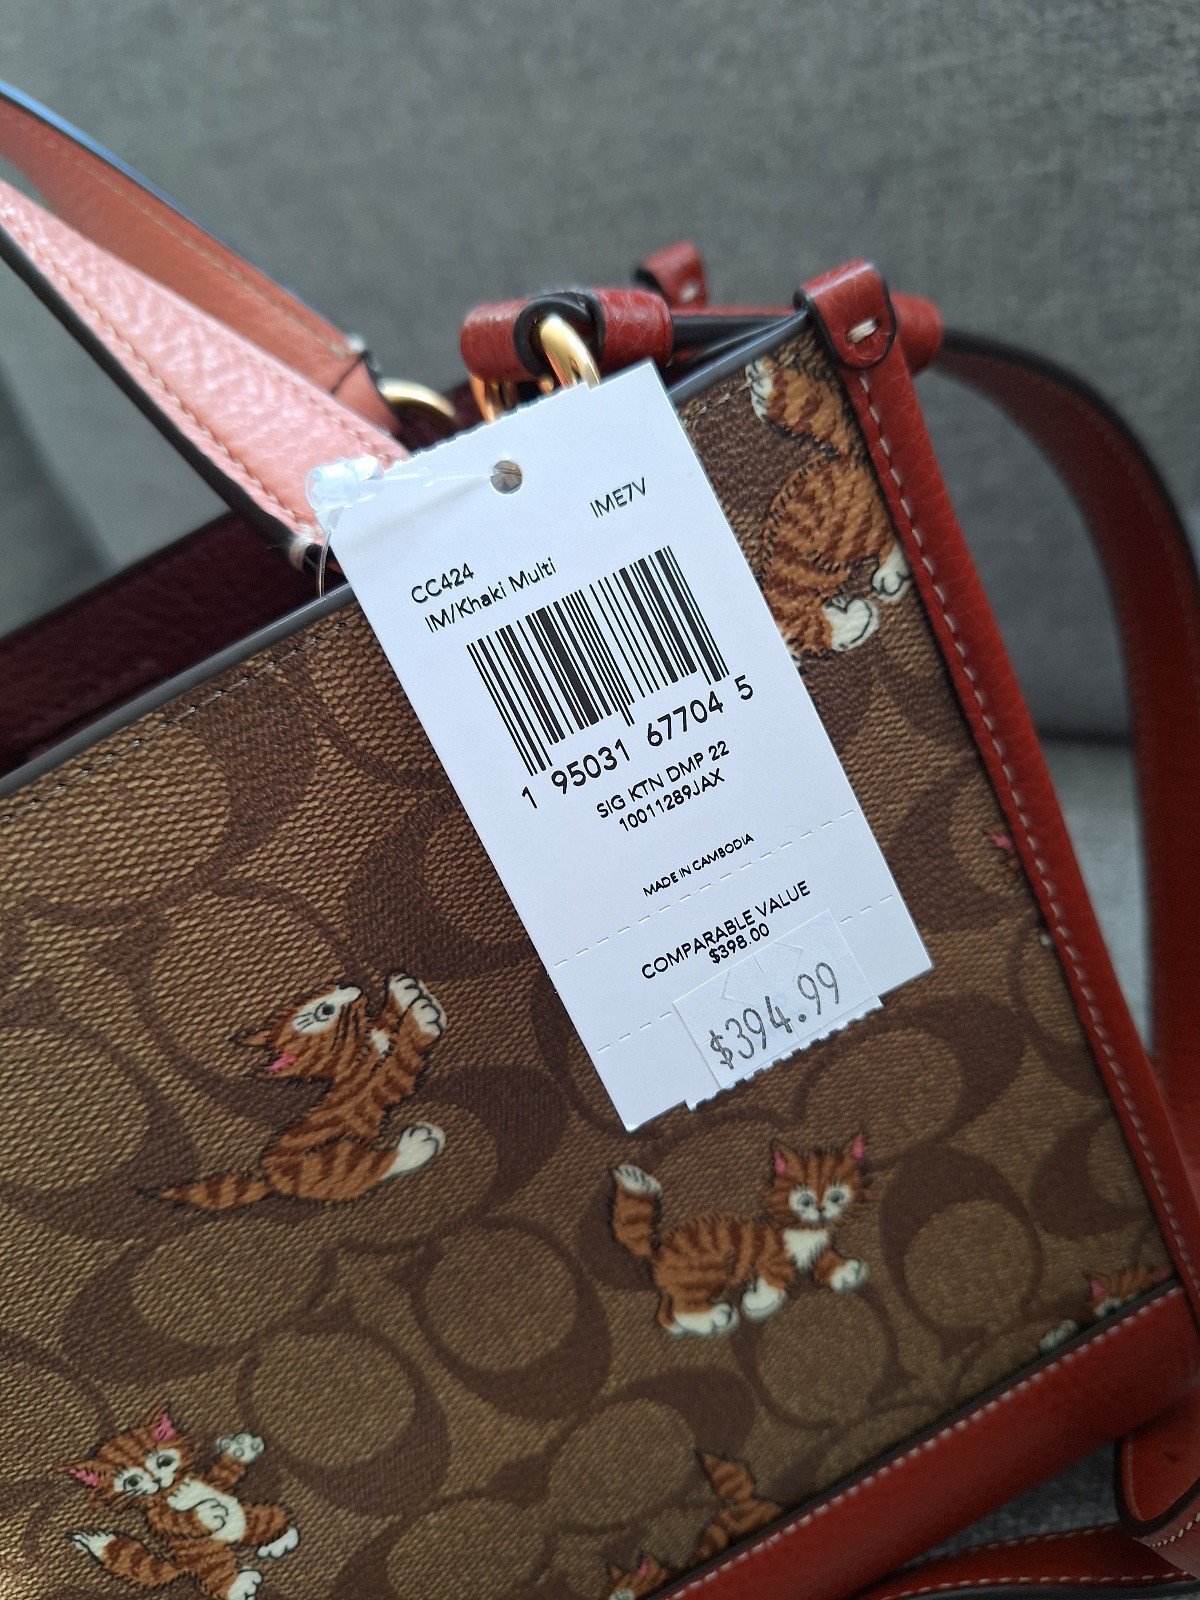 IME7V
CC424
IM/Khaki Multi
1 95031 67704 5
SIG KTN DMP 22
10011289JAX
MADE IN CAMBODIA
COMPARABLE VALUE
$398.00
$394.99